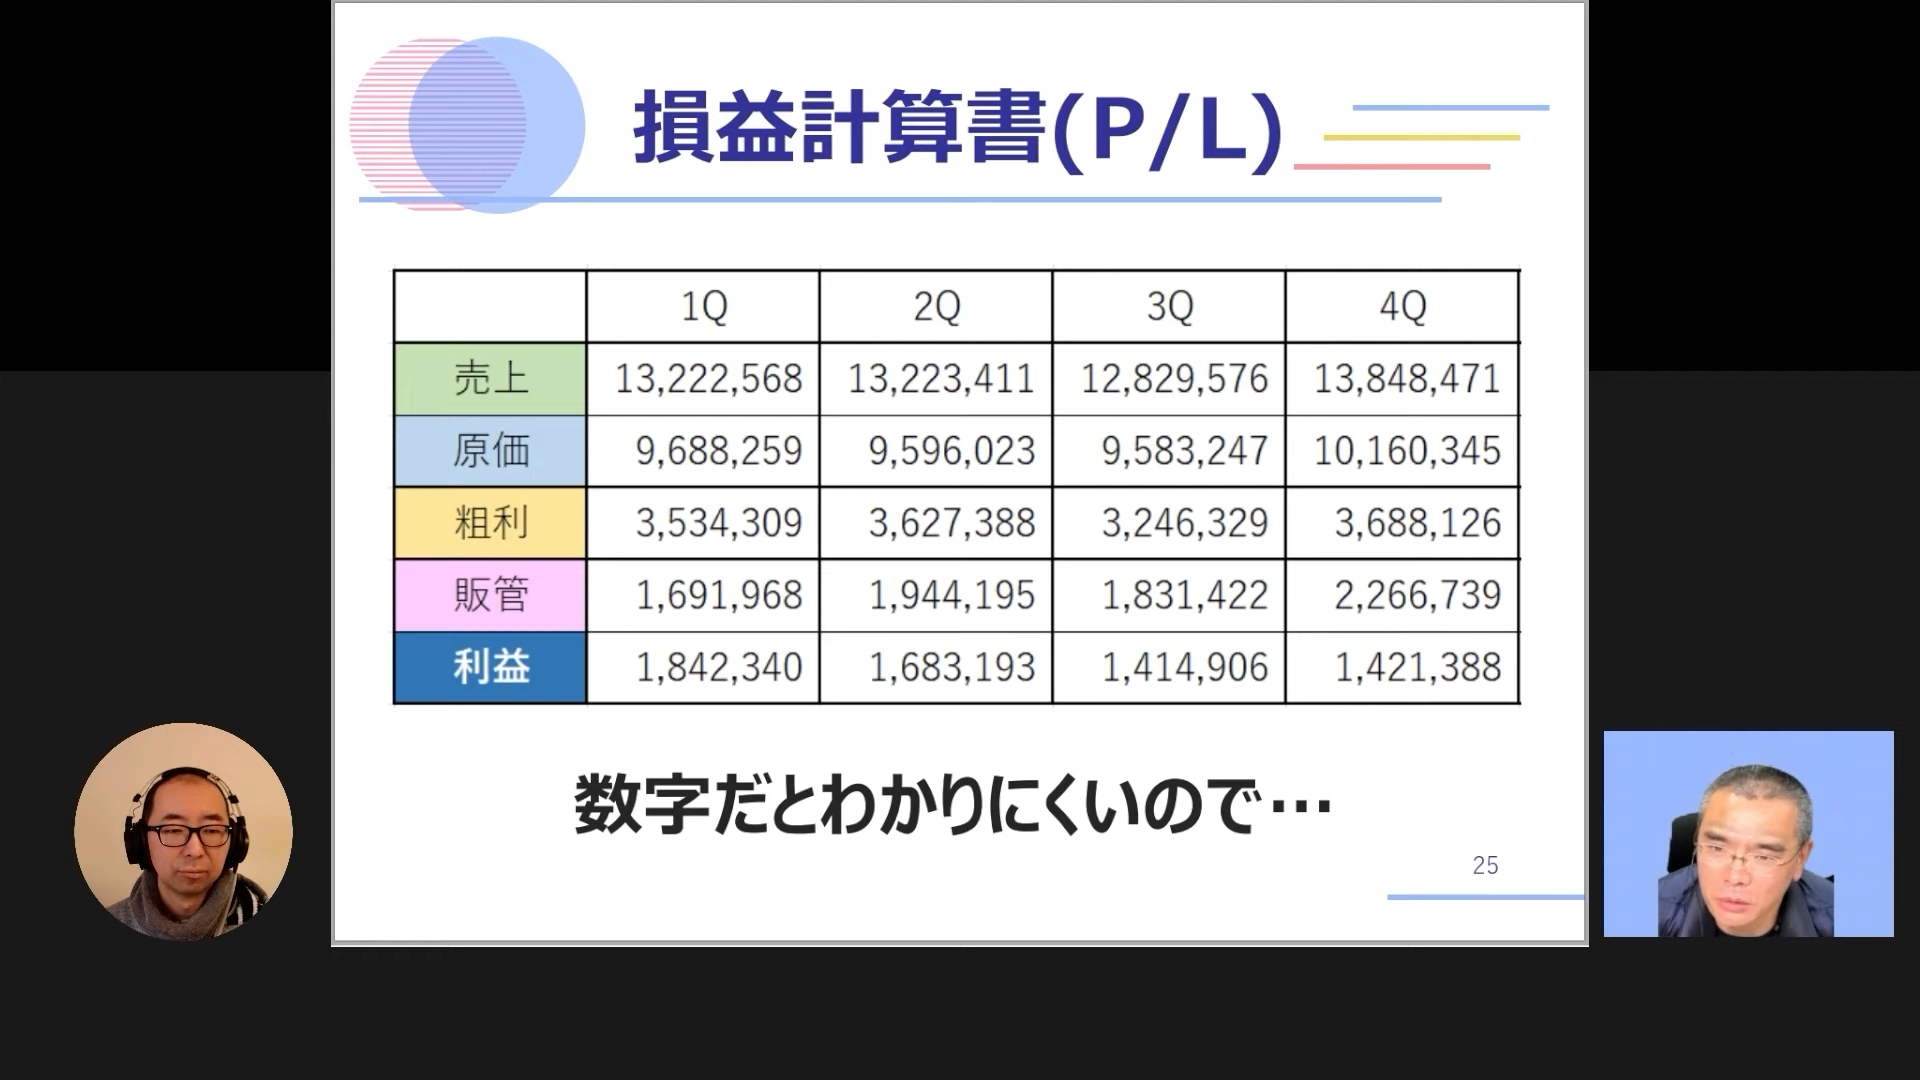 損益計算書(P/L)
1Q 2Q 3Q 4Q
売上 13,222,568 13,223,411 12,829,576 13,848,471
原価 9,688,259 9,596,023 9,583,247 10,160,345
粗利 3,534,309 3,627,388 3,246,329 3,688,126
販管 1,691,968 1,944,195 1,831,422 2,266,739
利益 1,842,340 1,683,193 1,414,906 1,421,388
数字だとわかりにくいので…
25